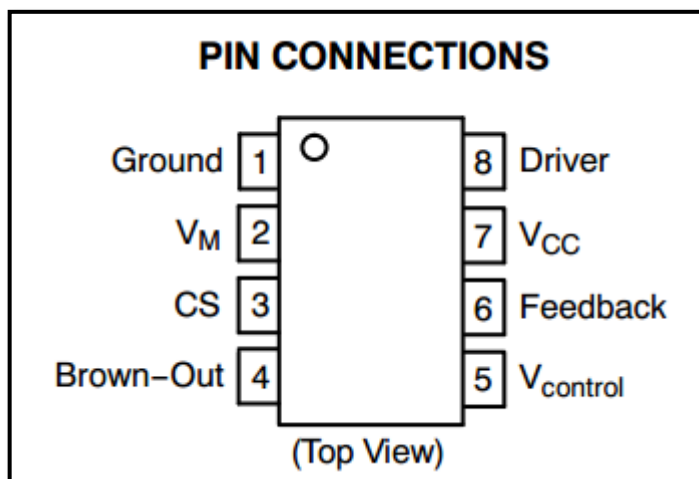 PIN CONNECTIONS
Ground 1 8 Driver
VM 2 7 VCC
CS 3 6 Feedback
Brown−Out 4 5 Vcontrol
(Top View)